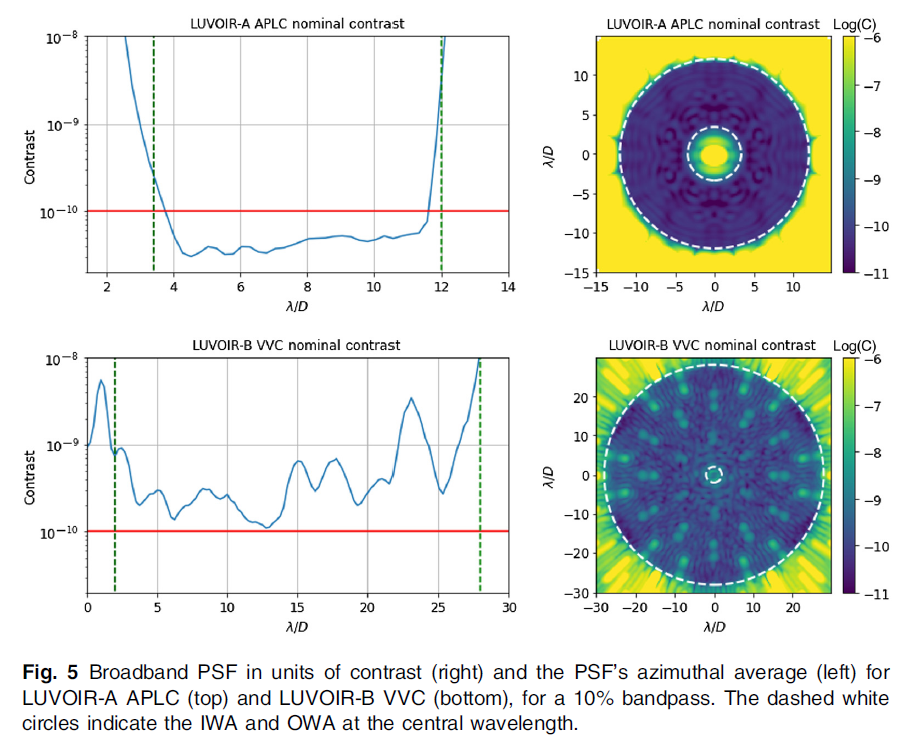 LUVOIR-A APLC nominal contrast
10⁻⁸
10⁻⁹
10⁻¹⁰
Contrast
2 4 6 8 10 12 14
λ/D
LUVOIR-A APLC nominal contrast Log(C)
10
5
0
−5
−10
−15
λ/D
−15 −10 −5 0 5 10
λ/D
−6
−7
−8
−9
−10
−11
LUVOIR-B VVC nominal contrast
10⁻⁸
10⁻⁹
10⁻¹⁰
Contrast
0 5 10 15 20 25 30
λ/D
LUVOIR-B VVC nominal contrast Log(C)
20
10
0
−10
−20
−30
λ/D
−30 −20 −10 0 10 20
λ/D
−6
−7
−8
−9
−10
−11
Fig. 5 Broadband PSF in units of contrast (right) and the PSF's azimuthal average (left) for
LUVOIR-A APLC (top) and LUVOIR-B VVC (bottom), for a 10% bandpass. The dashed white
circles indicate the IWA and OWA at the central wavelength.